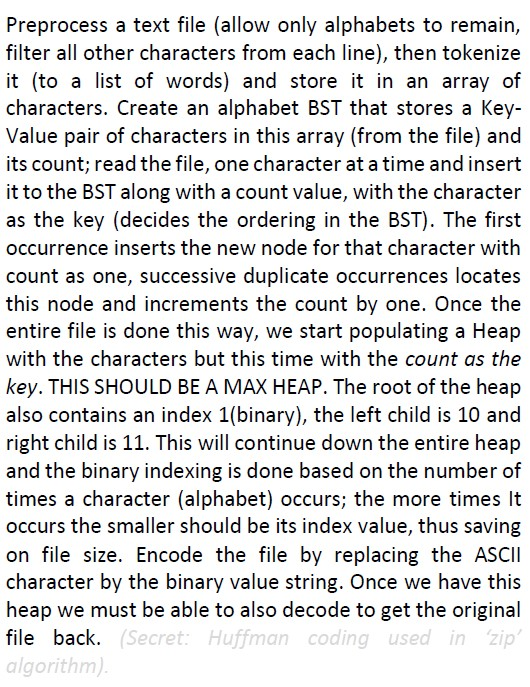 Preprocess a text file (allow only alphabets to remain,
filter all other characters from each line), then tokenize
it (to a list of words) and store it in an array of
characters. Create an alphabet BST that stores a Key-
Value pair of characters in this array (from the file) and
its count; read the file, one character at a time and insert
it to the BST along with a count value, with the character
as the key (decides the ordering in the BST). The first
occurrence inserts the new node for that character with
count as one, successive duplicate occurrences locates
this node and increments the count by one. Once the
entire file is done this way, we start populating a Heap
with the characters but this time with the count as the
key. THIS SHOULD BE A MAX HEAP. The root of the heap
also contains an index 1(binary), the left child is 10 and
right child is 11. This will continue down the entire heap
and the binary indexing is done based on the number of
times a character (alphabet) occurs; the more times It
occurs the smaller should be its index value, thus saving
on file size. Encode the file by replacing the ASCII
character by the binary value string. Once we have this
heap we must be able to also decode to get the original
file back. (Secret: Huffman coding used in ‘zip’
algorithm).